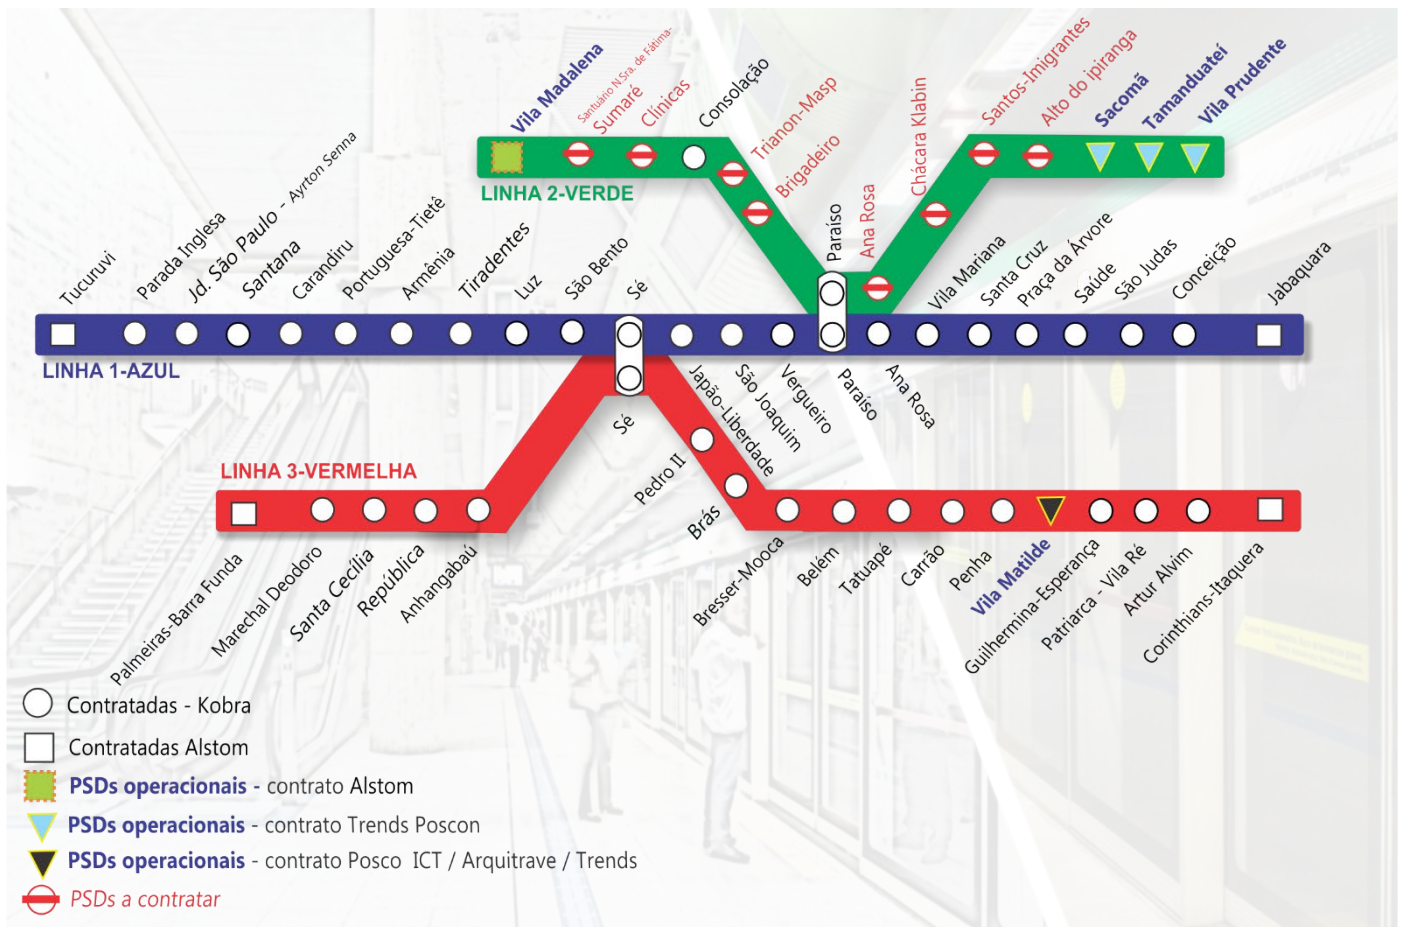 Vila Madalena
Santuário N.Sra. de Fátima-
Sumaré
Clínicas
Consolação
Trianon-Masp
Brigadeiro
Paraíso
Ana Rosa
Chácara Klabin
Santos-Imigrantes
Alto do ipiranga
Sacomã
Tamanduateí
Vila Prudente
LINHA 2-VERDE
Tucuruvi
Parada Inglesa
Jd. São Paulo - Ayrton Senna
Santana
Carandiru
Portuguesa-Tietê
Armênia
Tiradentes
Luz
São Bento
Sé
Vila Mariana
Santa Cruz
Praça da Árvore
Saúde
São Judas
Conceição
Jabaquara
LINHA 1-AZUL
Sé
Japão-Liberdade
São Joaquim
Vergueiro
Paraíso
Ana Rosa
LINHA 3-VERMELHA
Pedro II
Brás
Palmeiras-Barra Funda
Marechal Deodoro
Santa Cecília
República
Anhangabaú
Bresser-Mooca
Belém
Tatuapé
Carrão
Penha
Vila Matilde
Guilhermina-Esperança
Patriarca - Vila Ré
Artur Alvim
Corinthians-Itaquera
Contratadas - Kobra
Contratadas Alstom
PSDs operacionais - contrato Alstom
PSDs operacionais - contrato Trends Poscon
PSDs operacionais - contrato Posco ICT / Arquitrave / Trends
PSDs a contratar